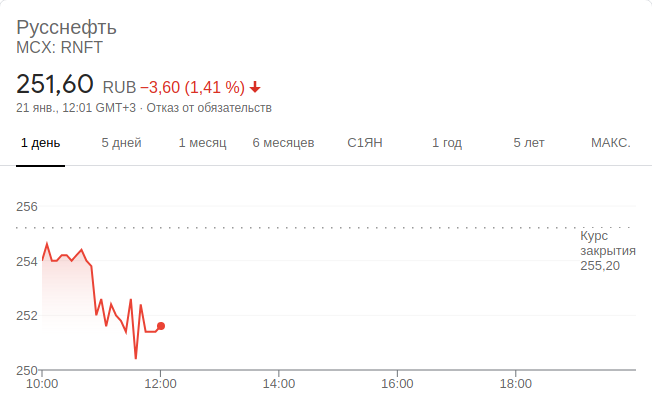 Русснефть
MCX: RNFT
251,60 RUB −3,60 (1,41 %)
21 янв., 12:01 GMT+3 · Отказ от обязательств
1 день 5 дней 1 месяц 6 месяцев С1ЯН 1 год 5 лет МАКС.
256
Курс
закрытия
255,20
254
252
250
10:00 12:00 14:00 16:00 18:00